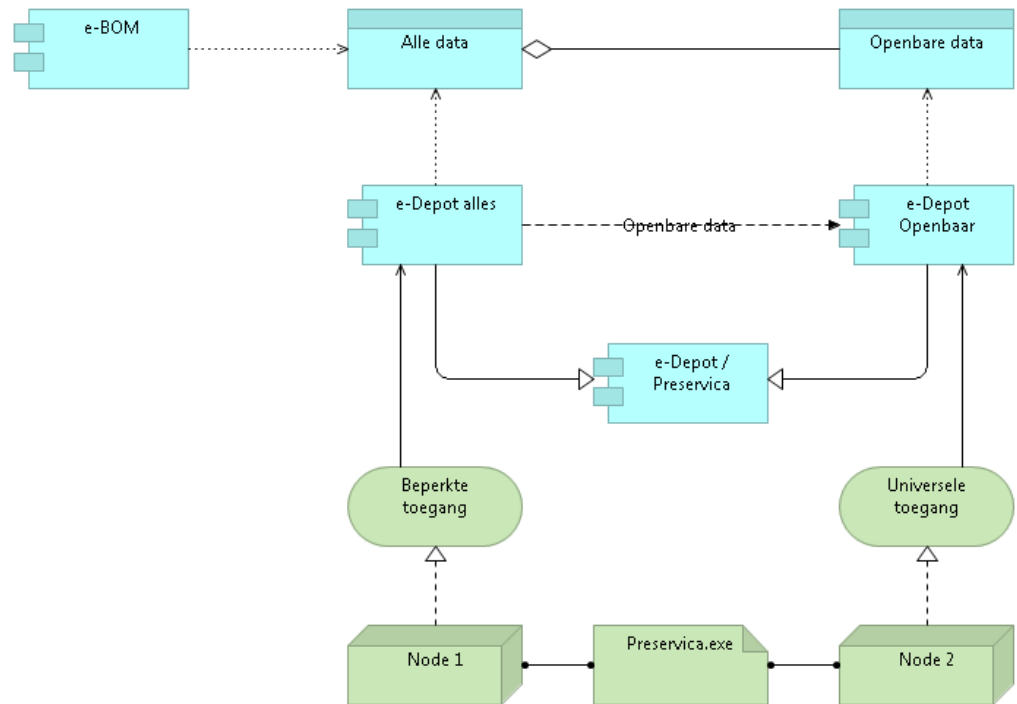 e-BOM
Alle data
Openbare data
e-Depot alles
Openbare data
e-Depot
Openbaar
e-Depot /
Preservica
Beperkte
toegang
Universele
toegang
Node 1
Preservica.exe
Node 2